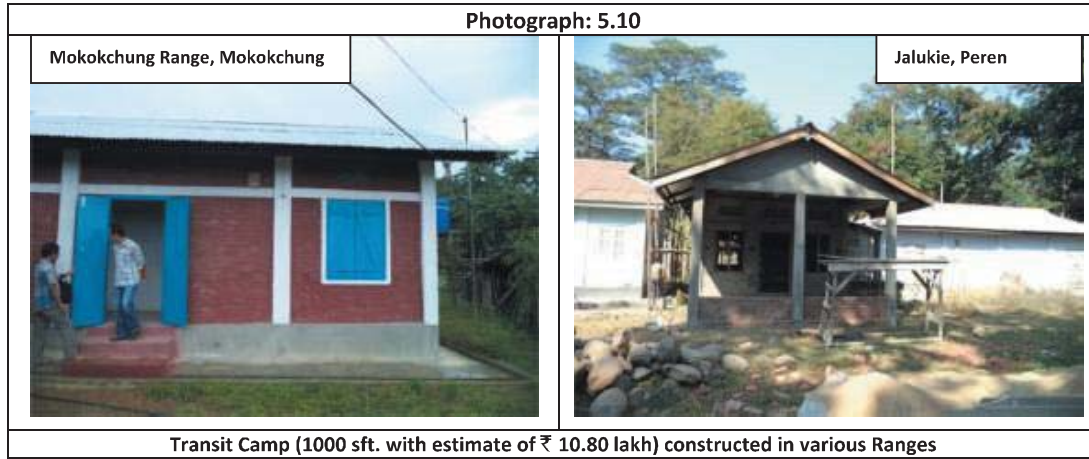 Photograph: 5.10
Mokokchung Range, Mokokchung
Jalukie, Peren
Transit Camp (1000 sft. with estimate of ₹ 10.80 lakh) constructed in various Ranges